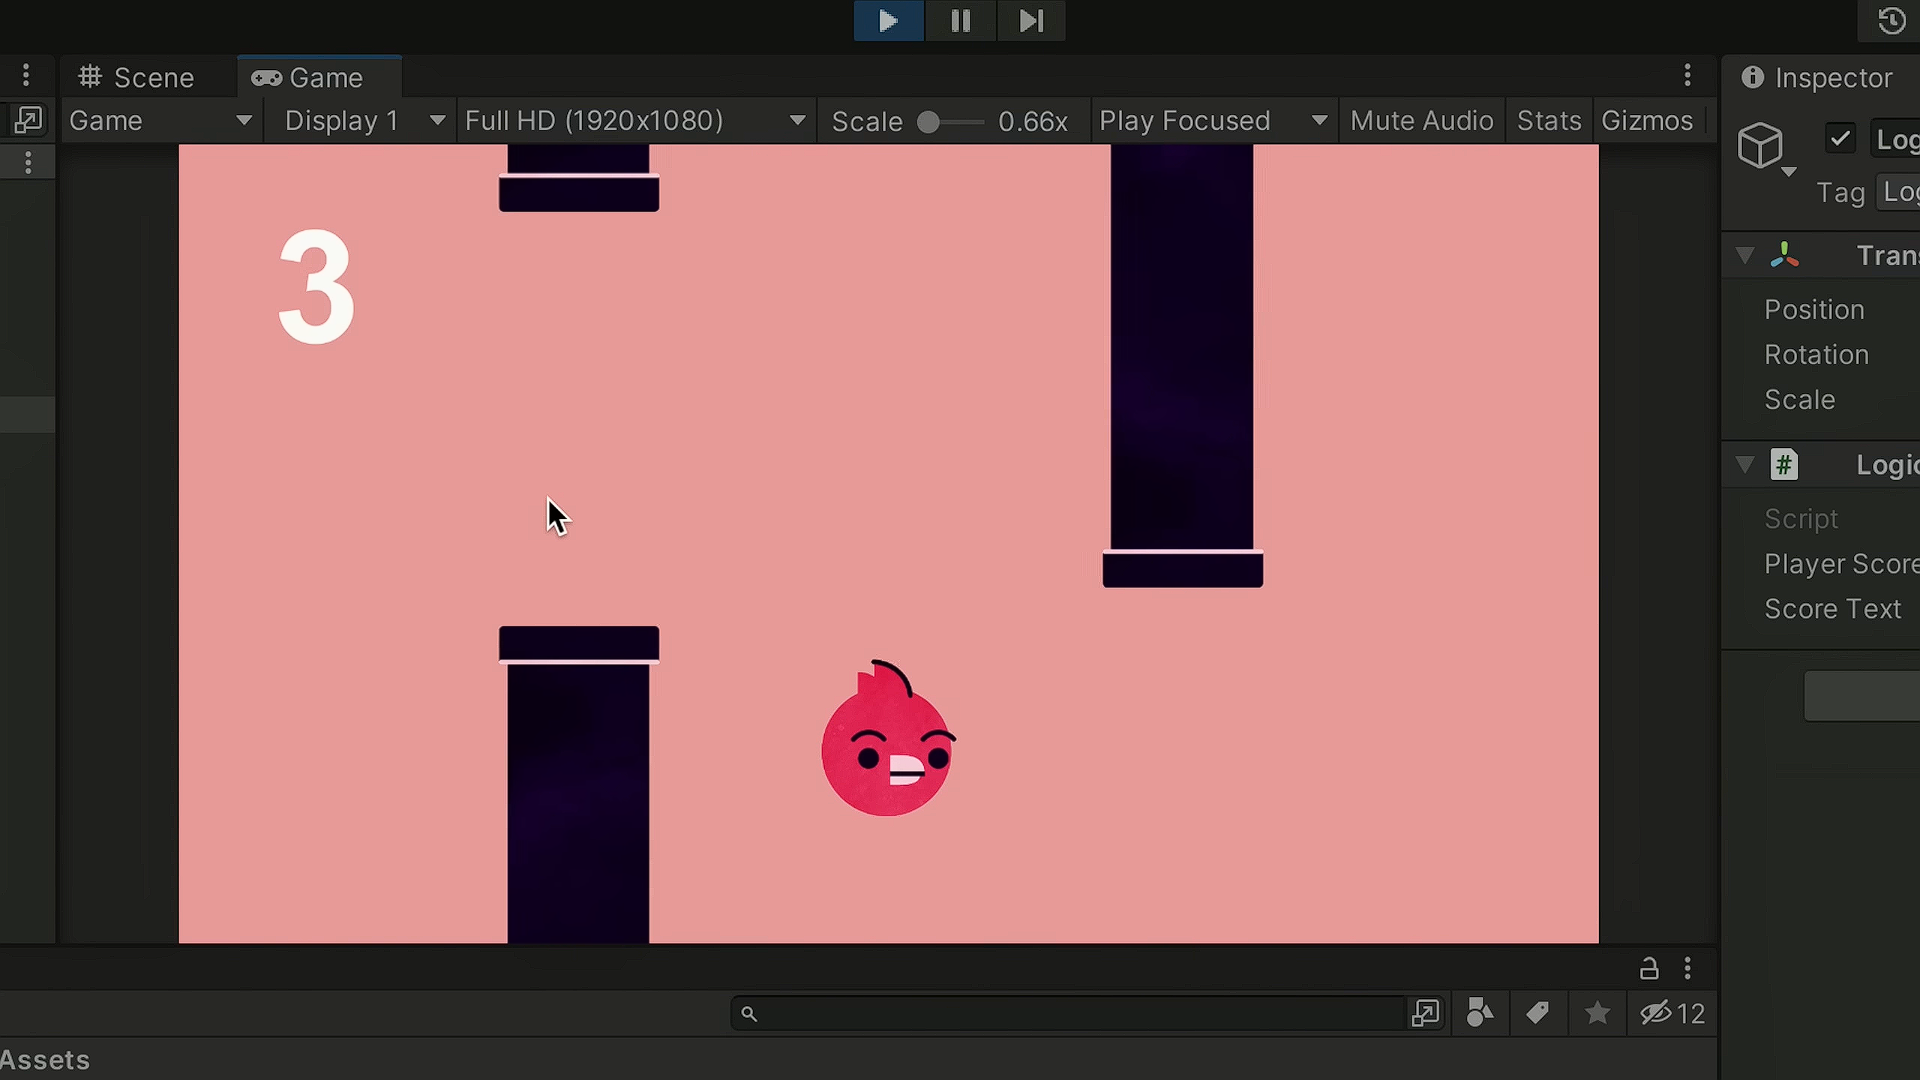 Scene
Game
Inspector
Game
Display 1
Full HD (1920x1080)
Scale
0.66x
Play Focused
Mute Audio
Stats
Gizmos
Log
Tag
Log
3
Trans
Position
Rotation
Scale
Logic
Script
Player Score
Score Text
12
Assets